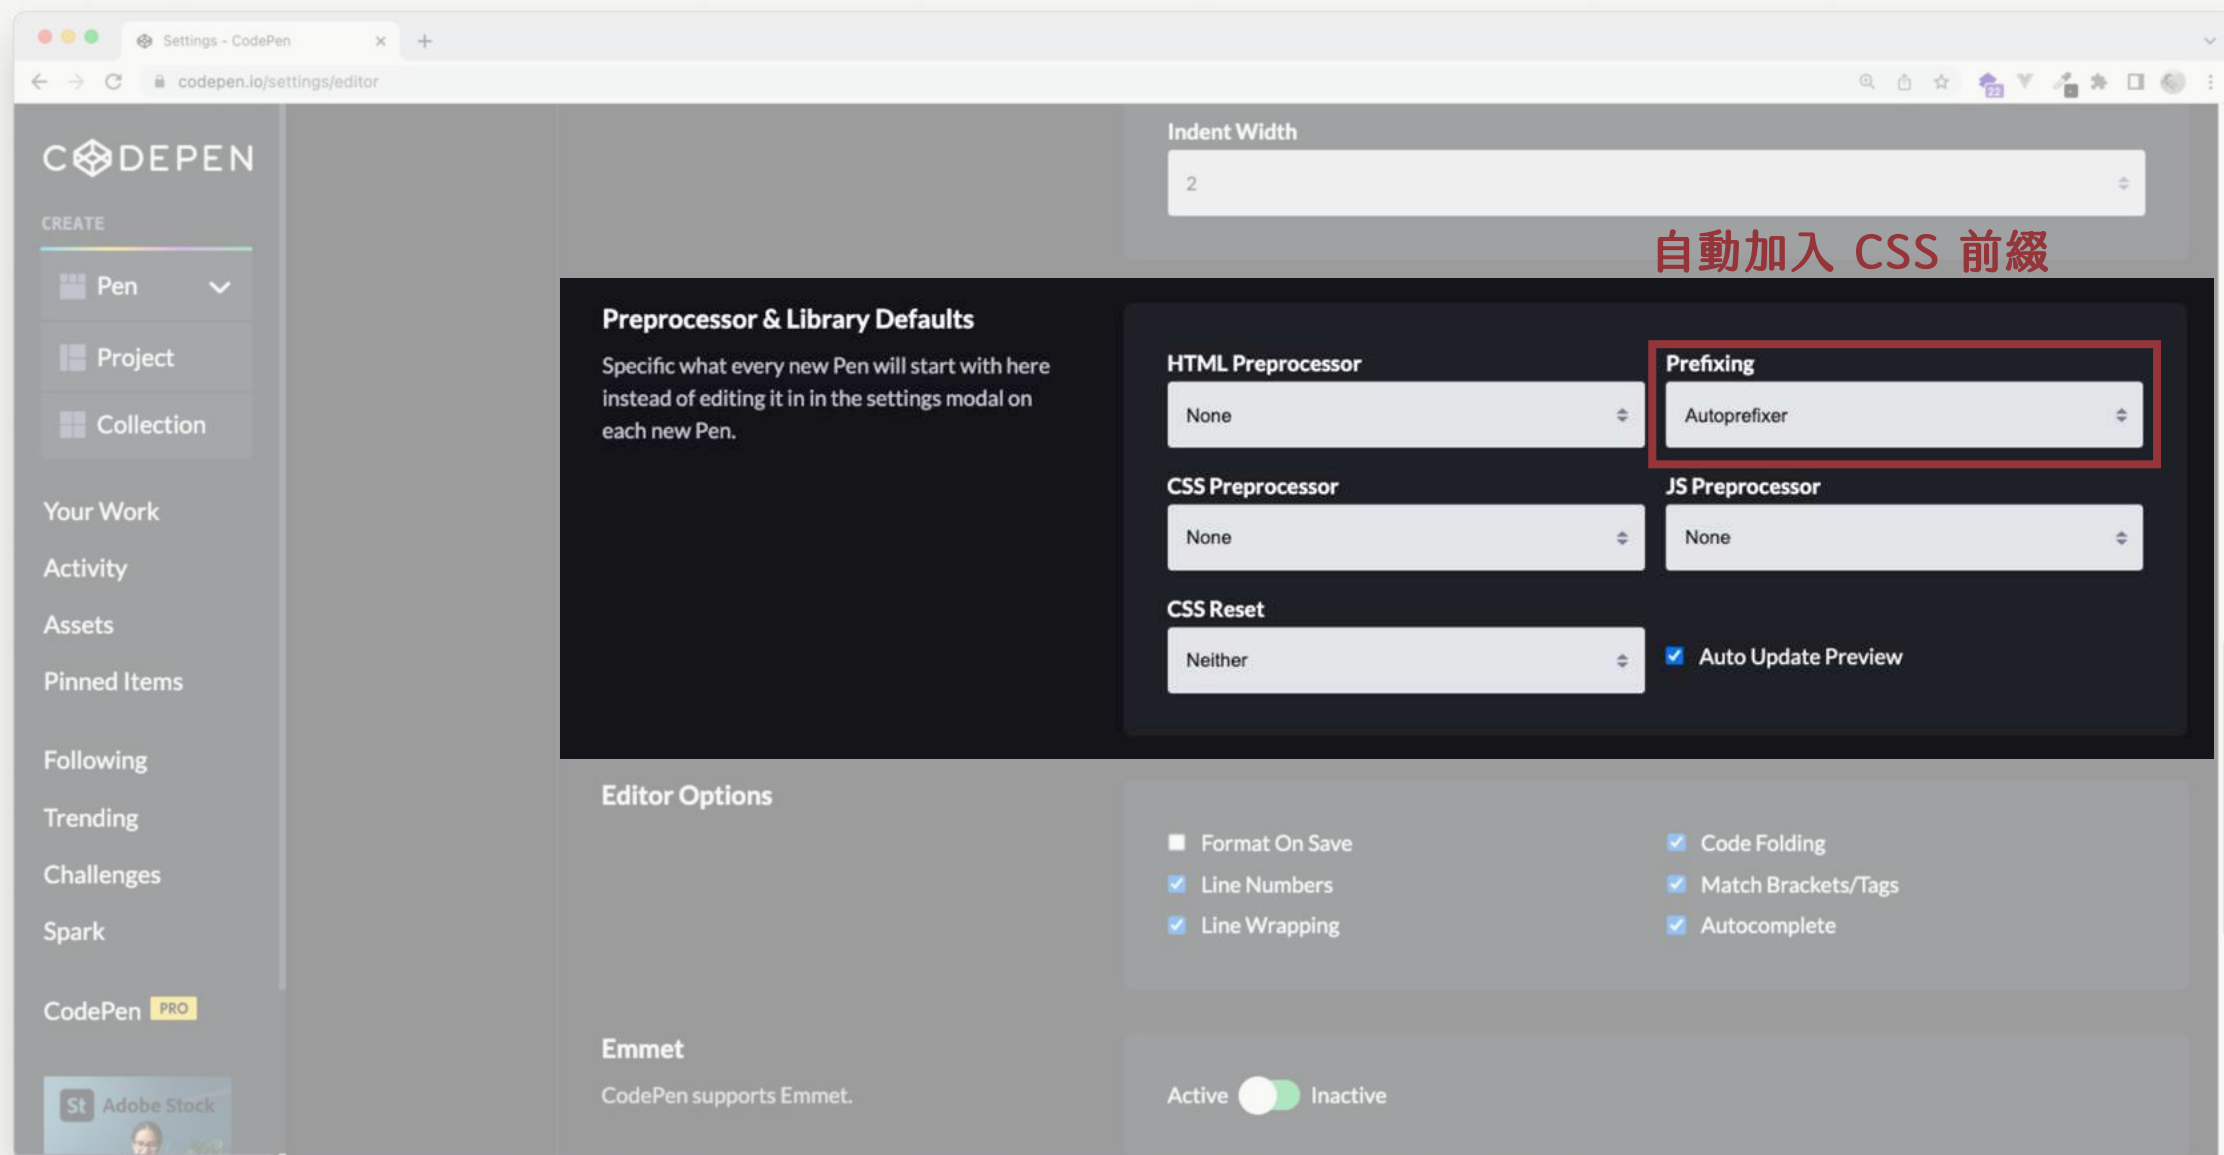 Settings - CodePen
codepen.io/settings/editor
22
CODEPEN
CREATE
Pen
Project
Collection
Your Work
Activity
Assets
Pinned Items
Following
Trending
Challenges
Spark
CodePen PRO
St Adobe Stock
Indent Width
2
自動加入 CSS 前綴
Preprocessor & Library Defaults
Specific what every new Pen will start with here
instead of editing it in in the settings modal on
each new Pen.
HTML Preprocessor
None
Prefixing
Autoprefixer
CSS Preprocessor
None
JS Preprocessor
None
CSS Reset
Neither
Auto Update Preview
Editor Options
Format On Save
Code Folding
Line Numbers
Match Brackets/Tags
Line Wrapping
Autocomplete
Emmet
CodePen supports Emmet.
Active
Inactive